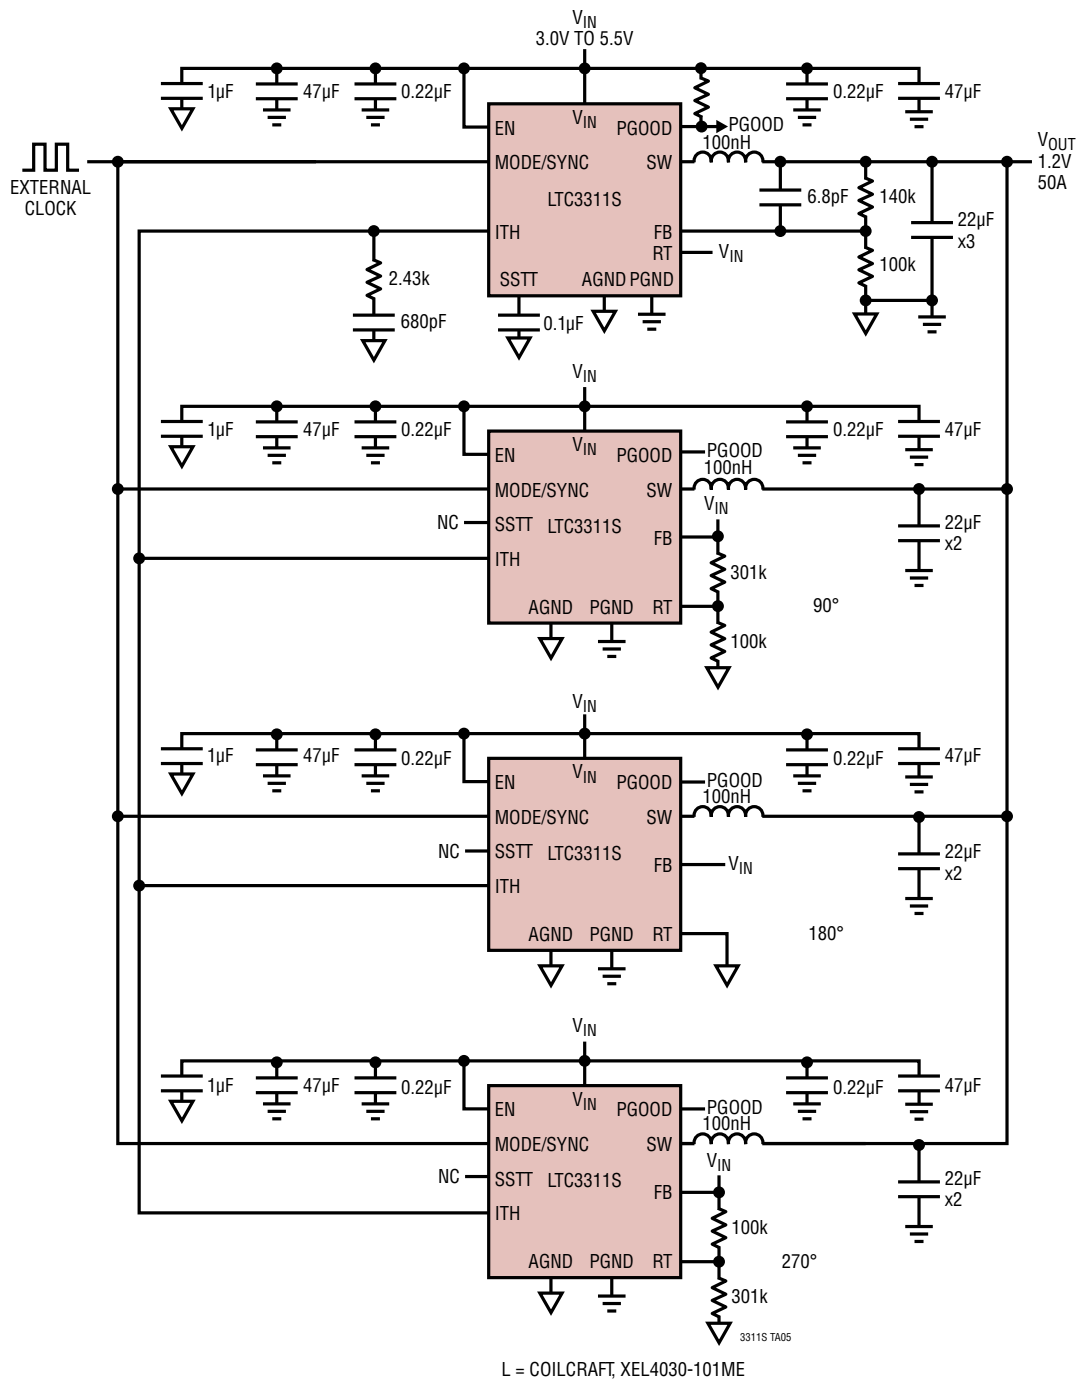 VIN
3.0V TO 5.5V
1µF
47µF
0.22µF
0.22µF
47µF
VIN
EN
PGOOD
PGOOD
100nH
VOUT
1.2V
50A
EXTERNAL
CLOCK
MODE/SYNC
SW
LTC3311S
6.8pF
140k
22µF
x3
ITH
FB
RT
VIN
100k
2.43k
SSTT
AGND PGND
680pF
0.1µF
VIN
1µF
47µF
0.22µF
0.22µF
47µF
VIN
EN
PGOOD
PGOOD
100nH
MODE/SYNC
SW
VIN
NC
SSTT
LTC3311S
FB
22µF
x2
ITH
301k
AGND
PGND
RT
90°
100k
VIN
1µF
47µF
0.22µF
0.22µF
47µF
VIN
EN
PGOOD
PGOOD
100nH
MODE/SYNC
SW
NC
SSTT
LTC3311S
FB
VIN
22µF
x2
ITH
AGND
PGND
RT
180°
VIN
1µF
47µF
0.22µF
0.22µF
47µF
VIN
EN
PGOOD
PGOOD
100nH
MODE/SYNC
SW
VIN
NC
SSTT
LTC3311S
FB
22µF
x2
ITH
100k
AGND
PGND
RT
270°
301k
3311S TA05
L = COILCRAFT, XEL4030-101ME